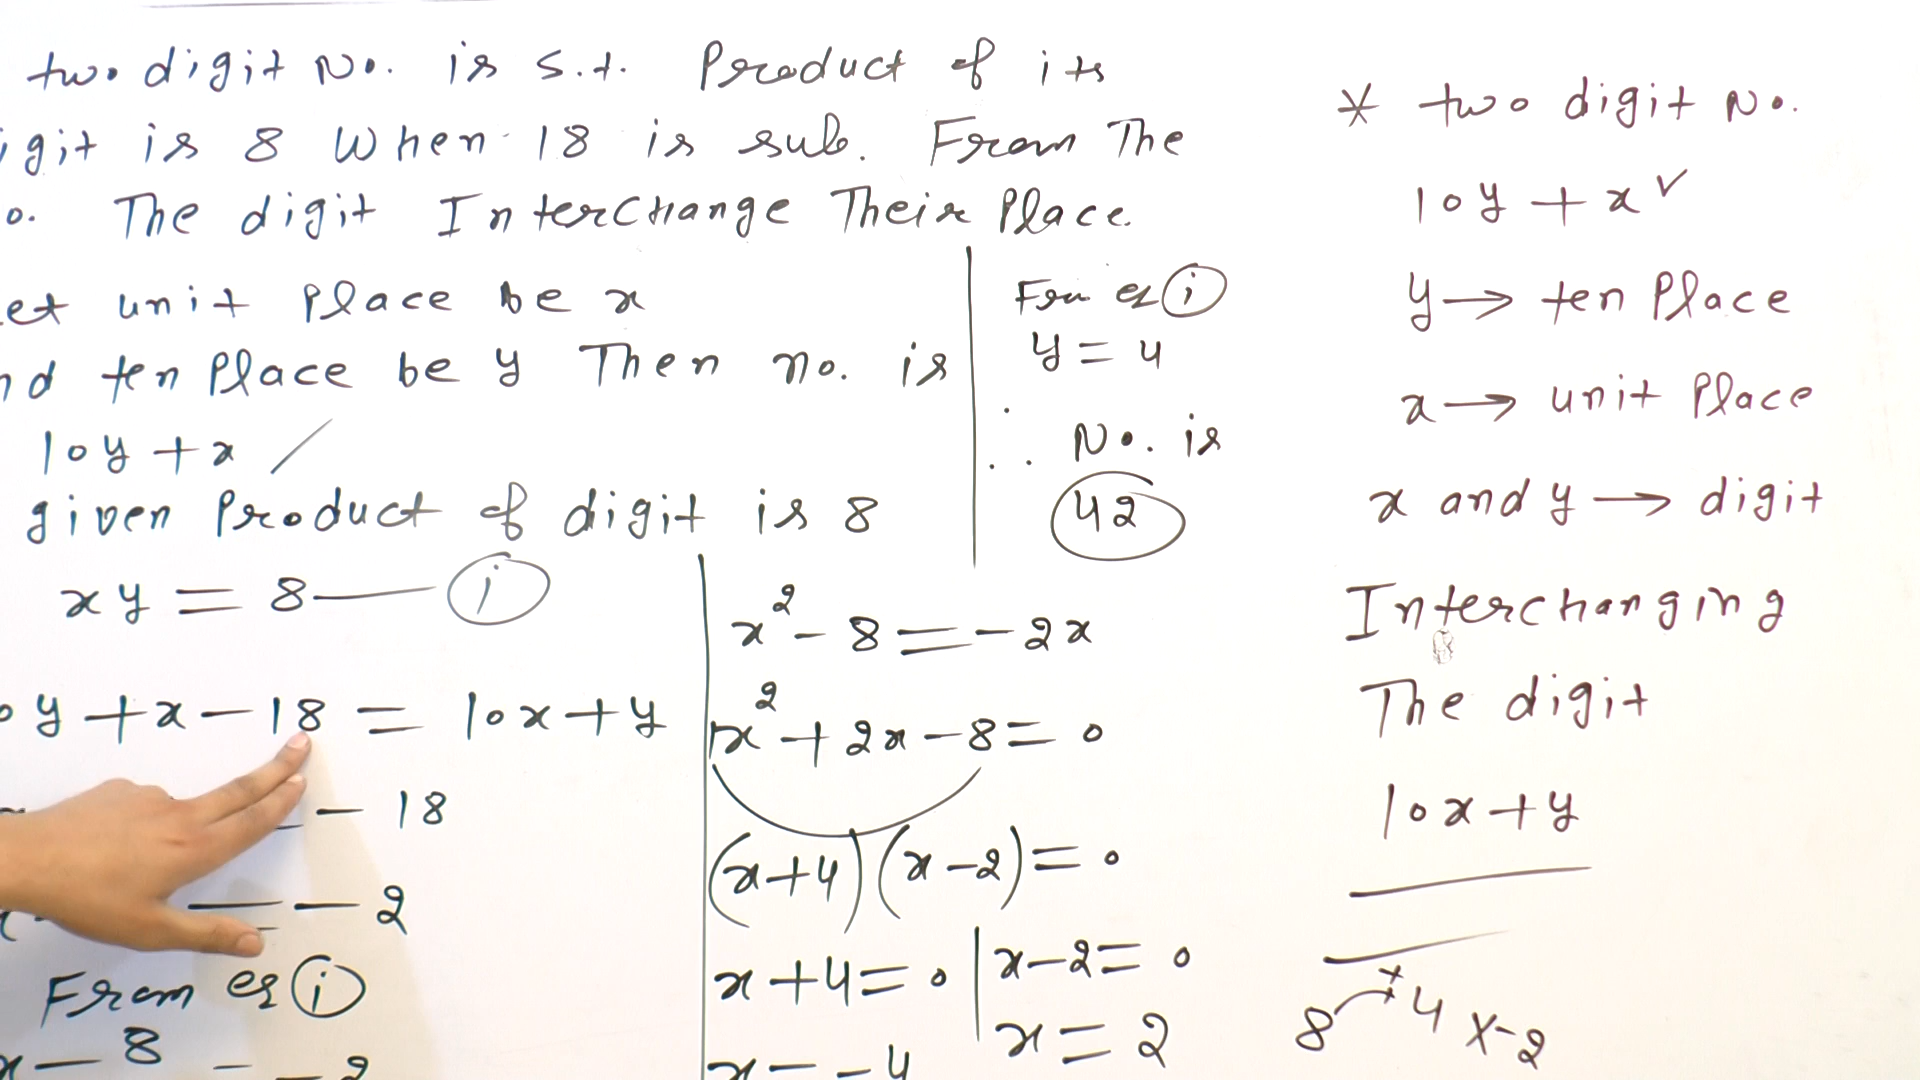 two digit No. is s.t. Product of its
igit is 8 When 18 is sub. From The
o. The digit Interchange Their Place.
et unit Place be x
nd ten Place be y Then no. is
10y + x
given Product of digit is 8
xy = 8 — (i)
oy + x - 18 = 10x + y
= - 18
= - 2
From eq (i)
x - 8 = -2
From eq (i)
y = 4
∴ No. is
42
x² - 8 = -2x
x² + 2x - 8 = 0
(x+4)(x-2) = 0
x + 4 = 0 | x - 2 = 0
x = -4 x = 2
* two digit No.
10y + x ✓
y → ten Place
x → unit Place
x and y → digit
Interchanging
The digit
10x + y
8 → + 4 x -2